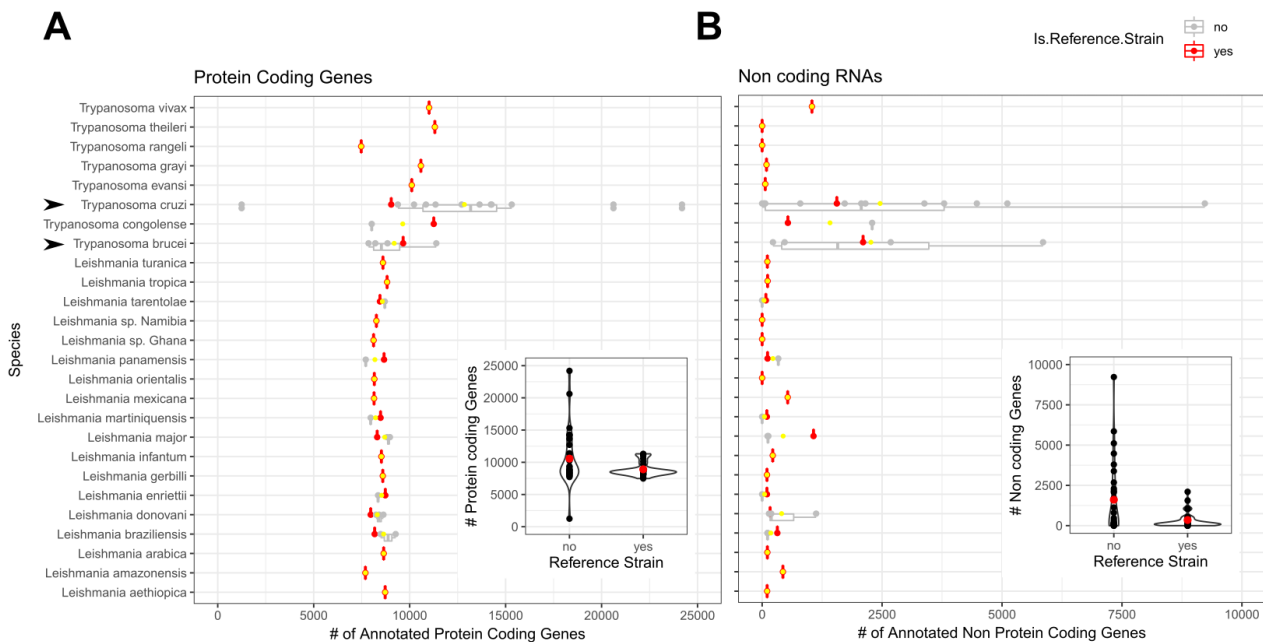 A
B
Is.Reference.Strain
no
yes
Protein Coding Genes
Non coding RNAs
Species
Trypanosoma vivax
Trypanosoma theileri
Trypanosoma rangeli
Trypanosoma grayi
Trypanosoma evansi
Trypanosoma cruzi
Trypanosoma congolense
Trypanosoma brucei
Leishmania turanica
Leishmania tropica
Leishmania tarentolae
Leishmania sp. Namibia
Leishmania sp. Ghana
Leishmania panamensis
Leishmania orientalis
Leishmania mexicana
Leishmania martiniquensis
Leishmania major
Leishmania infantum
Leishmania gerbilli
Leishmania enriettii
Leishmania donovani
Leishmania braziliensis
Leishmania arabica
Leishmania amazonensis
Leishmania aethiopica
0 5000 10000 15000 20000 25000
# of Annotated Protein Coding Genes
# Protein coding Genes
25000
20000
15000
10000
5000
0
no yes
Reference Strain
0 2500 5000 7500 10000
# of Annotated Non Protein Coding Genes
# Non coding Genes
10000
7500
5000
2500
0
no yes
Reference Strain